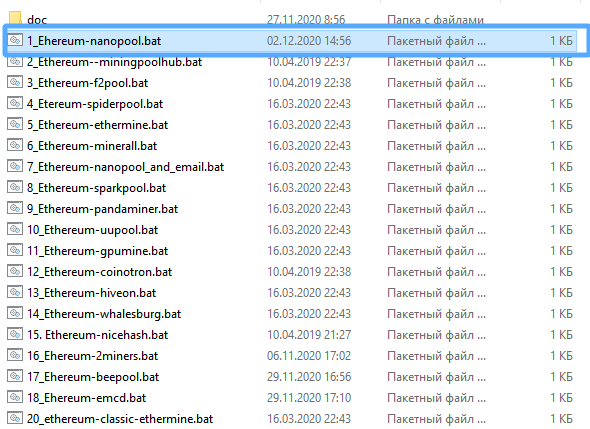 doc 27.11.2020 8:56 Папка с файлами
1_Ehereum-nanopool.bat 02.12.2020 14:56 Пакетный файл ... 1 КБ
2_Ethereum--miningpoolhub.bat 10.04.2019 22:37 Пакетный файл ... 1 КБ
3_Ethereum-f2pool.bat 10.04.2019 22:38 Пакетный файл ... 1 КБ
4_Etereum-spiderpool.bat 16.03.2020 22:43 Пакетный файл ... 1 КБ
5_Ethereum-ethermine.bat 16.03.2020 22:43 Пакетный файл ... 1 КБ
6_Ethereum-minerall.bat 16.03.2020 22:43 Пакетный файл ... 1 КБ
7_Ethereum-nanopool_and_email.bat 16.03.2020 22:43 Пакетный файл ... 1 КБ
8_Ethereum-sparkpool.bat 16.03.2020 22:43 Пакетный файл ... 1 КБ
9_Ethereum-pandaminer.bat 16.03.2020 22:43 Пакетный файл ... 1 КБ
10_Ethereum-uupool.bat 16.03.2020 22:43 Пакетный файл ... 1 КБ
11_Ethereum-gpumine.bat 16.03.2020 22:43 Пакетный файл ... 1 КБ
12_Ethereum-coinotron.bat 10.04.2019 22:38 Пакетный файл ... 1 КБ
13_Ethereum-hiveon.bat 16.03.2020 22:43 Пакетный файл ... 1 КБ
14_Ethereum-whalesburg.bat 16.03.2020 22:43 Пакетный файл ... 1 КБ
15. Ethereum-nicehash.bat 10.04.2019 21:27 Пакетный файл ... 1 КБ
16_Ehereum-2miners.bat 06.11.2020 17:02 Пакетный файл ... 1 КБ
17_Ehereum-beepool.bat 29.11.2020 16:56 Пакетный файл ... 1 КБ
18_Ehereum-emcd.bat 29.11.2020 17:10 Пакетный файл ... 1 КБ
20_ethereum-classic-ethermine.bat 16.03.2020 22:43 Пакетный файл ... 1 КБ